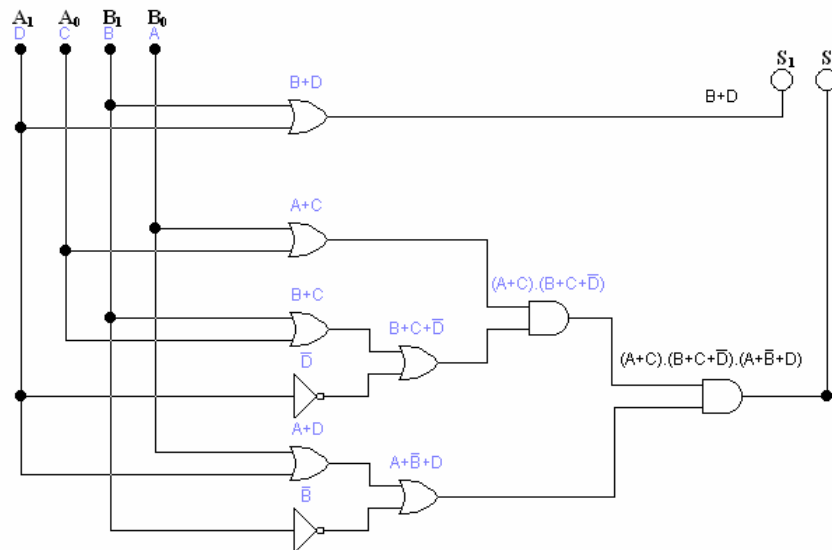 A₁ A₀ B₁ B₀
D C B A
S₁ S
B+D
B+D
A+C
(A+C).(B+C+D̅)
B+C
B+C+D̅
D̅
(A+C).(B+C+D̅).(A+B̅+D)
A+D
A+B̅+D
B̅